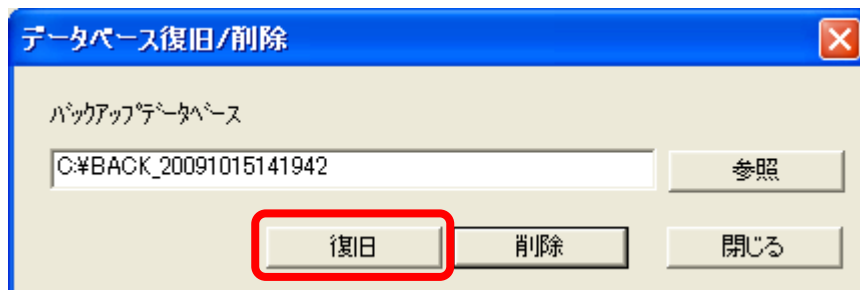 データベース復旧/削除
ﾊﾞｯｸｱｯﾌﾟﾃﾞｰﾀﾍﾞｰｽ
C:¥BACK_20091015141942
参照
復旧 削除 閉じる